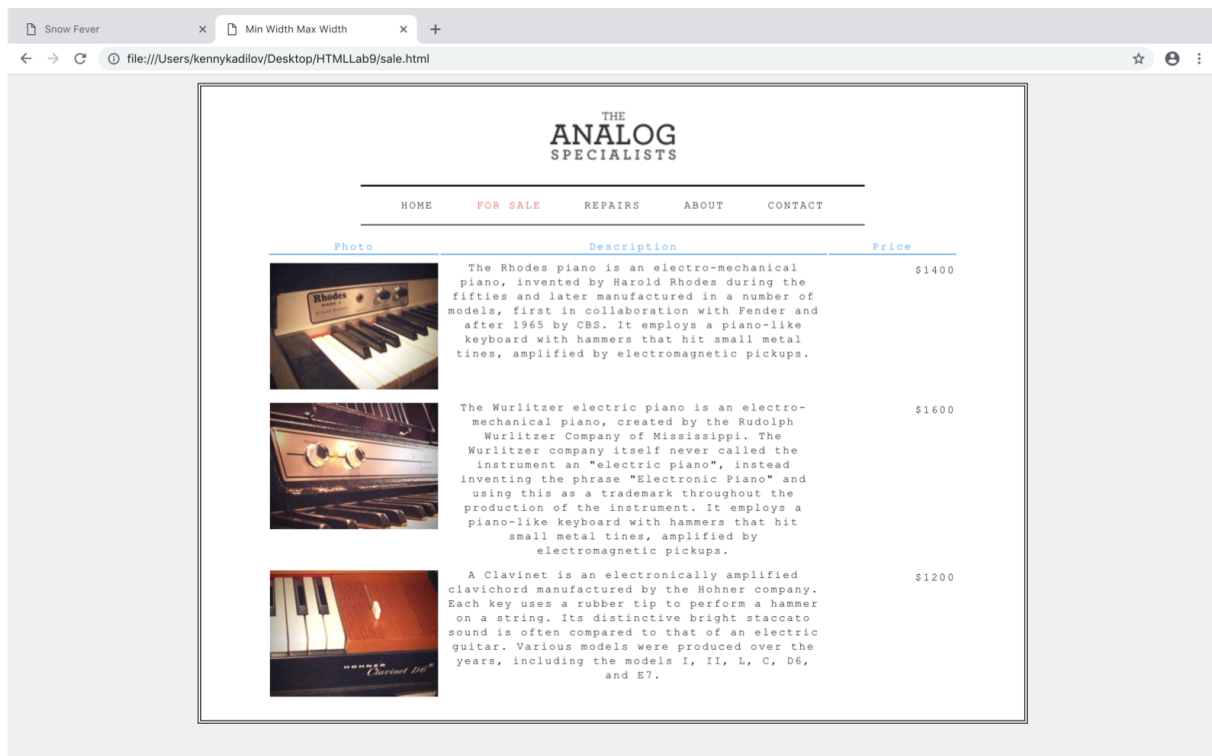 Snow Fever
Min Width Max Width
file:///Users/kennykadilov/Desktop/HTMLLab9/sale.html
THE
ANALOG
SPECIALISTS
HOME FOR SALE REPAIRS ABOUT CONTACT
Photo Description Price
Rhodes
The Rhodes piano is an electro-mechanical
piano, invented by Harold Rhodes during the
fifties and later manufactured in a number of
models, first in collaboration with Fender and
after 1965 by CBS. It employs a piano-like
keyboard with hammers that hit small metal
tines, amplified by electromagnetic pickups.
$1400
The Wurlitzer electric piano is an electro-
mechanical piano, created by the Rudolph
Wurlitzer Company of Mississippi. The
Wurlitzer company itself never called the
instrument an "electric piano", instead
inventing the phrase "Electronic Piano" and
using this as a trademark throughout the
production of the instrument. It employs a
piano-like keyboard with hammers that hit
small metal tines, amplified by
electromagnetic pickups.
$1600
HOHNER
Clavinet D6
A Clavinet is an electronically amplified
clavichord manufactured by the Hohner company.
Each key uses a rubber tip to perform a hammer
on a string. Its distinctive bright staccato
sound is often compared to that of an electric
guitar. Various models were produced over the
years, including the models I, II, L, C, D6,
and E7.
$1200